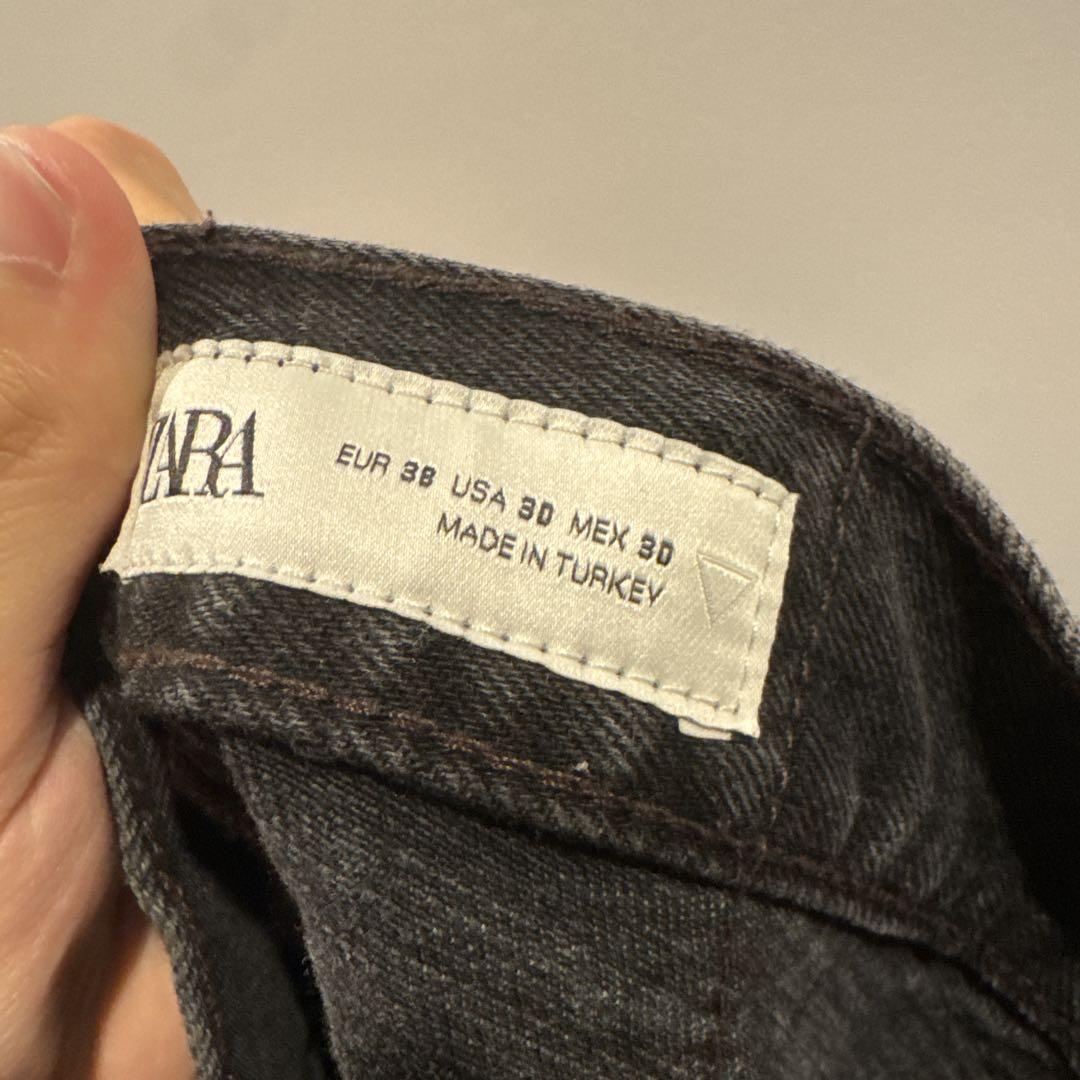 ZARA
EUR 38 USA 30 MEX 30
MADE IN TURKEY